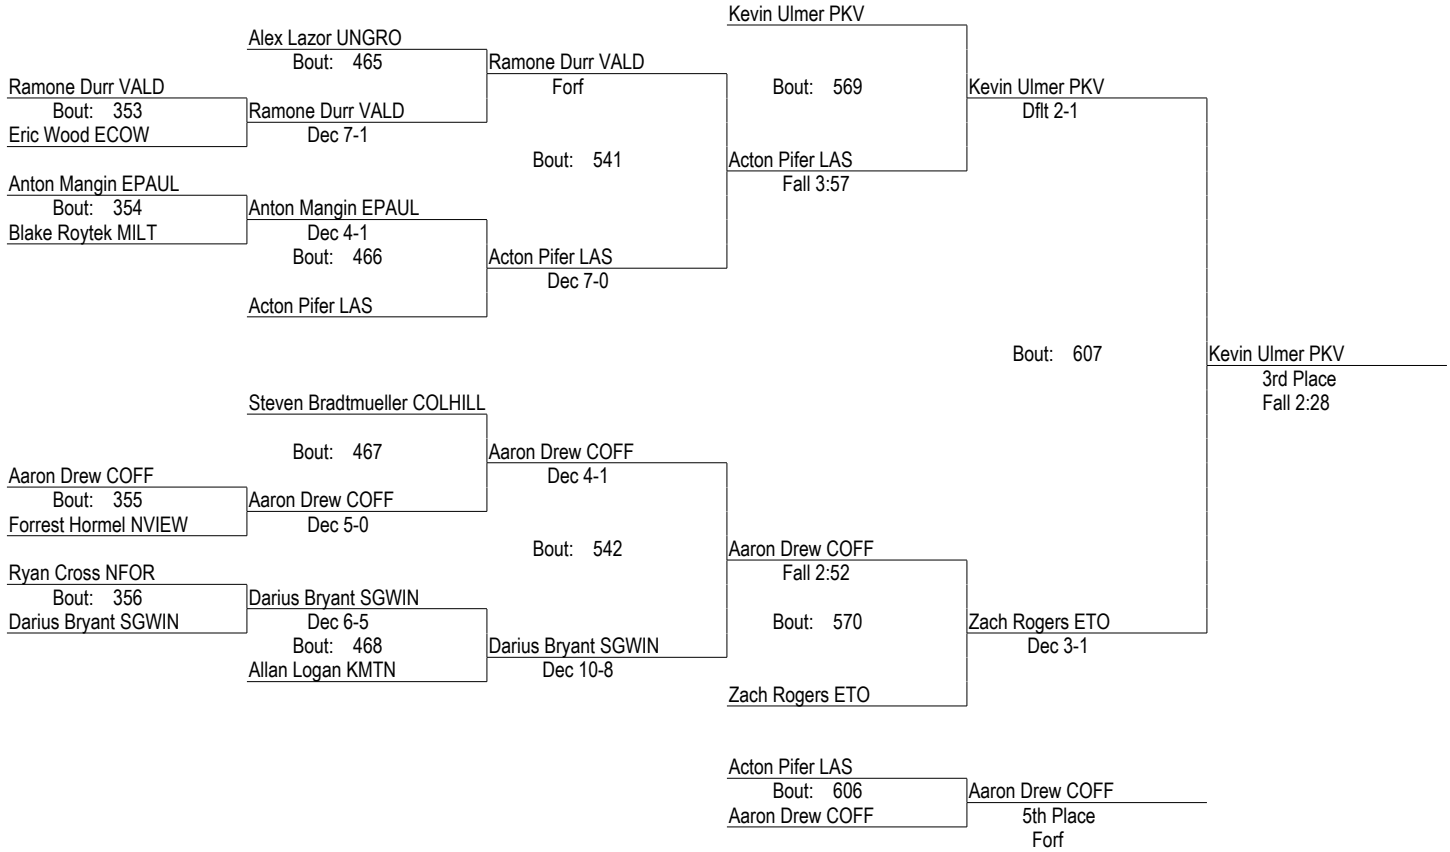 Kevin Ulmer PKV
Alex Lazor UNGRO
Bout: 465
Ramone Durr VALD
Ramone Durr VALD
Forf
Bout: 569
Kevin Ulmer PKV
Bout: 353
Ramone Durr VALD
Dflt 2-1
Eric Wood ECOW
Dec 7-1
Bout: 541
Acton Pifer LAS
Anton Mangin EPAUL
Fall 3:57
Bout: 354
Anton Mangin EPAUL
Blake Roytek MILT
Dec 4-1
Bout: 466
Acton Pifer LAS
Dec 7-0
Acton Pifer LAS
Bout: 607
Kevin Ulmer PKV
3rd Place
Steven Bradtmueller COLHILL
Fall 2:28
Bout: 467
Aaron Drew COFF
Aaron Drew COFF
Dec 4-1
Bout: 355
Aaron Drew COFF
Forrest Hormel NVIEW
Dec 5-0
Bout: 542
Aaron Drew COFF
Ryan Cross NFOR
Fall 2:52
Bout: 356
Darius Bryant SGWIN
Darius Bryant SGWIN
Dec 6-5
Bout: 570
Zach Rogers ETO
Bout: 468
Darius Bryant SGWIN
Dec 3-1
Allan Logan KMTN
Dec 10-8
Zach Rogers ETO
Acton Pifer LAS
Bout: 606
Aaron Drew COFF
Aaron Drew COFF
5th Place
Forf